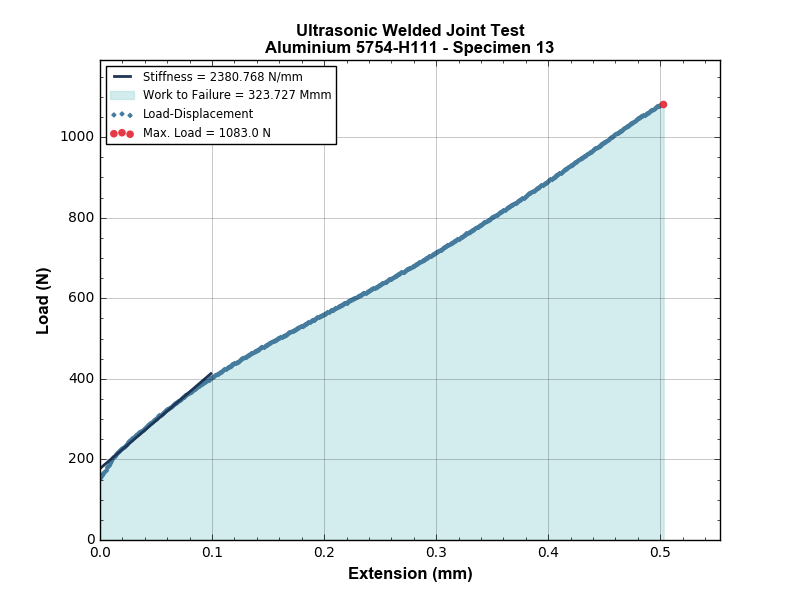 Ultrasonic Welded Joint Test
Aluminium 5754-H111 - Specimen 13
Stiffness = 2380.768 N/mm
Work to Failure = 323.727 Mmm
Load-Displacement
Max. Load = 1083.0 N
1000
800
600
400
200
0
Load (N)
0.0 0.1 0.2 0.3 0.4 0.5
Extension (mm)